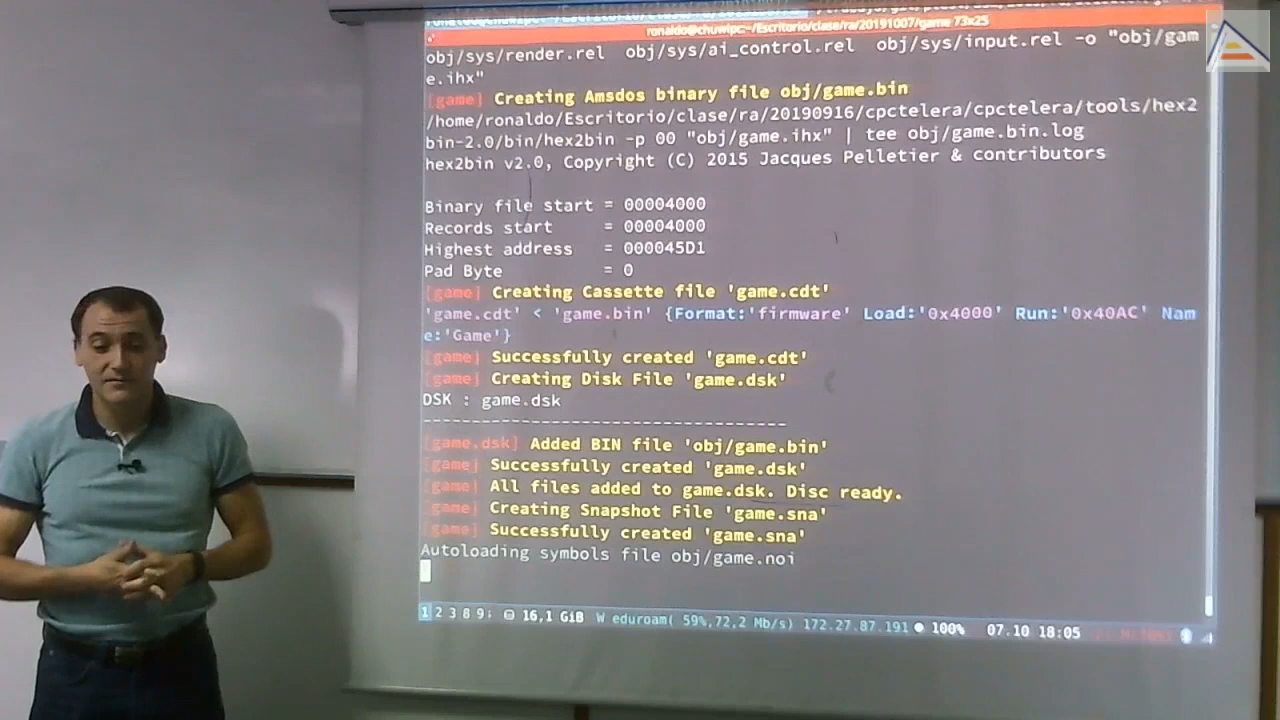 ronaldo@chuwipc:~/Escritorio/clase/ra/20191007/game 73x25
obj/sys/render.rel obj/sys/ai_control.rel obj/sys/input.rel -o "obj/gam
e.ihx"
[game] Creating Amsdos binary file obj/game.bin
/home/ronaldo/Escritorio/clase/ra/20190916/cpctelera/cpctelera/tools/hex2
bin-2.0/bin/hex2bin -p 00 "obj/game.ihx" | tee obj/game.bin.log
hex2bin v2.0, Copyright (C) 2015 Jacques Pelletier & contributors
Binary file start = 00004000
Records start = 00004000
Highest address = 000045D1
Pad Byte = 0
[game] Creating Cassette file 'game.cdt'
'game.cdt' < 'game.bin' {Format:'firmware' Load:'0x4000' Run:'0x40AC' Nam
e:'Game'}
[game] Successfully created 'game.cdt'
[game] Creating Disk File 'game.dsk'
DSK : game.dsk
----------------------------------
[game.dsk] Added BIN file 'obj/game.bin'
[game] Successfully created 'game.dsk'
[game] All files added to game.dsk. Disc ready.
[game] Creating Snapshot File 'game.sna'
[game] Successfully created 'game.sna'
Autoloading symbols file obj/game.noi
1 2 3 8 9: 16,1 GiB W eduroam( 59%,72,2 Mb/s) 172.27.87.191 100% 07.10 18:05